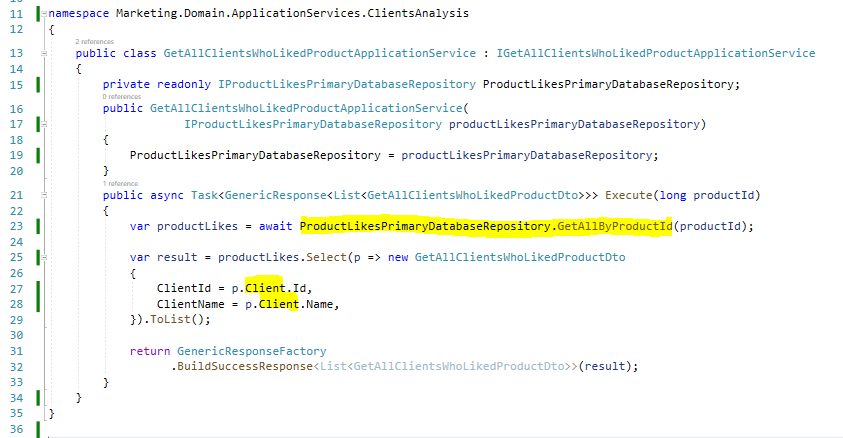 11 namespace Marketing.Domain.ApplicationServices.ClientsAnalysis
12 {
2 references
13 public class GetAllClientsWhoLikedProductApplicationService : IGetAllClientsWhoLikedProductApplicationService
14 {
15 private readonly IProductLikesPrimaryDatabaseRepository ProductLikesPrimaryDatabaseRepository;
0 references
16 public GetAllClientsWhoLikedProductApplicationService(
17 IProductLikesPrimaryDatabaseRepository productLikesPrimaryDatabaseRepository)
18 {
19 ProductLikesPrimaryDatabaseRepository = productLikesPrimaryDatabaseRepository;
20 }
1 reference
21 public async Task<GenericResponse<List<GetAllClientsWhoLikedProductDto>>> Execute(long productId)
22 {
23 var productLikes = await ProductLikesPrimaryDatabaseRepository.GetAllByProductId(productId);
24
25 var result = productLikes.Select(p => new GetAllClientsWhoLikedProductDto
26 {
27 ClientId = p.Client.Id,
28 ClientName = p.Client.Name,
29 }).ToList();
30
31 return GenericResponseFactory
32 .BuildSuccessResponse<List<GetAllClientsWhoLikedProductDto>>(result);
33 }
34 }
35 }
36